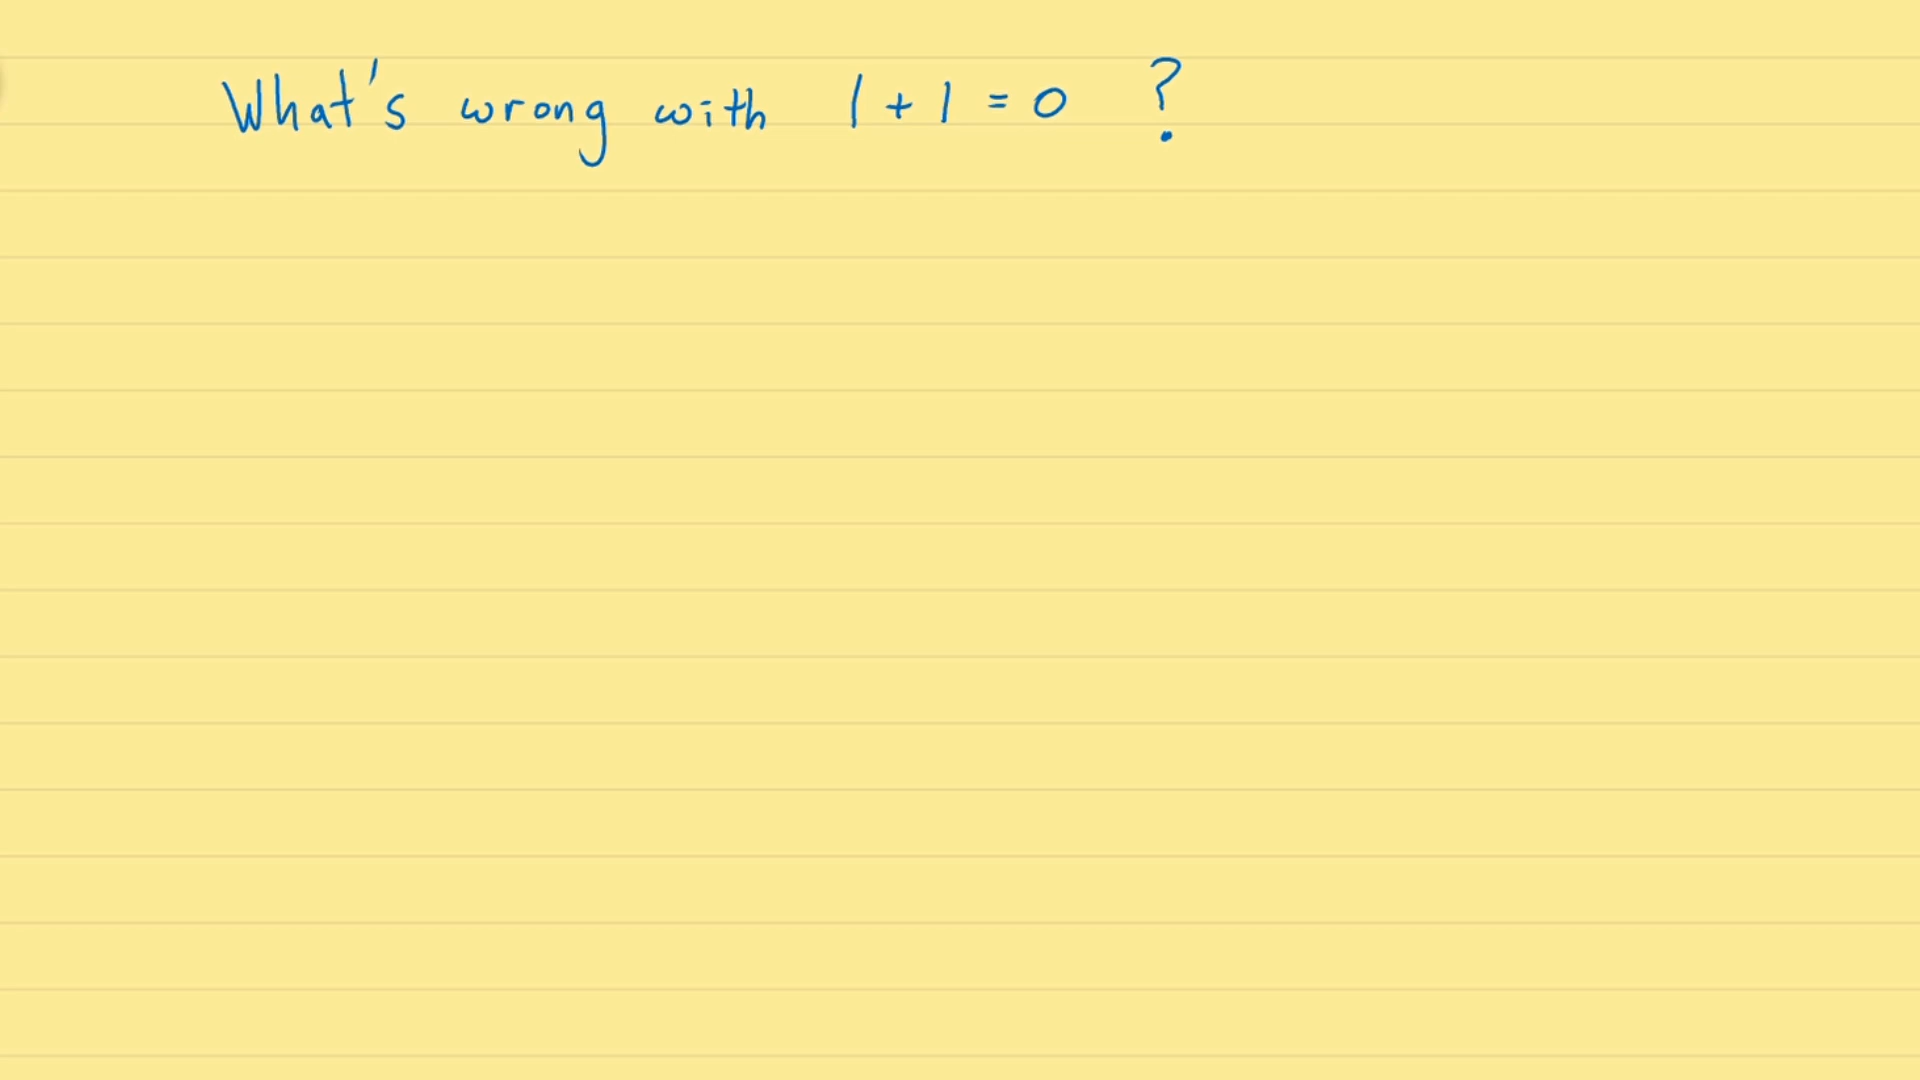 What's wrong with 1 + 1 = 0 ?